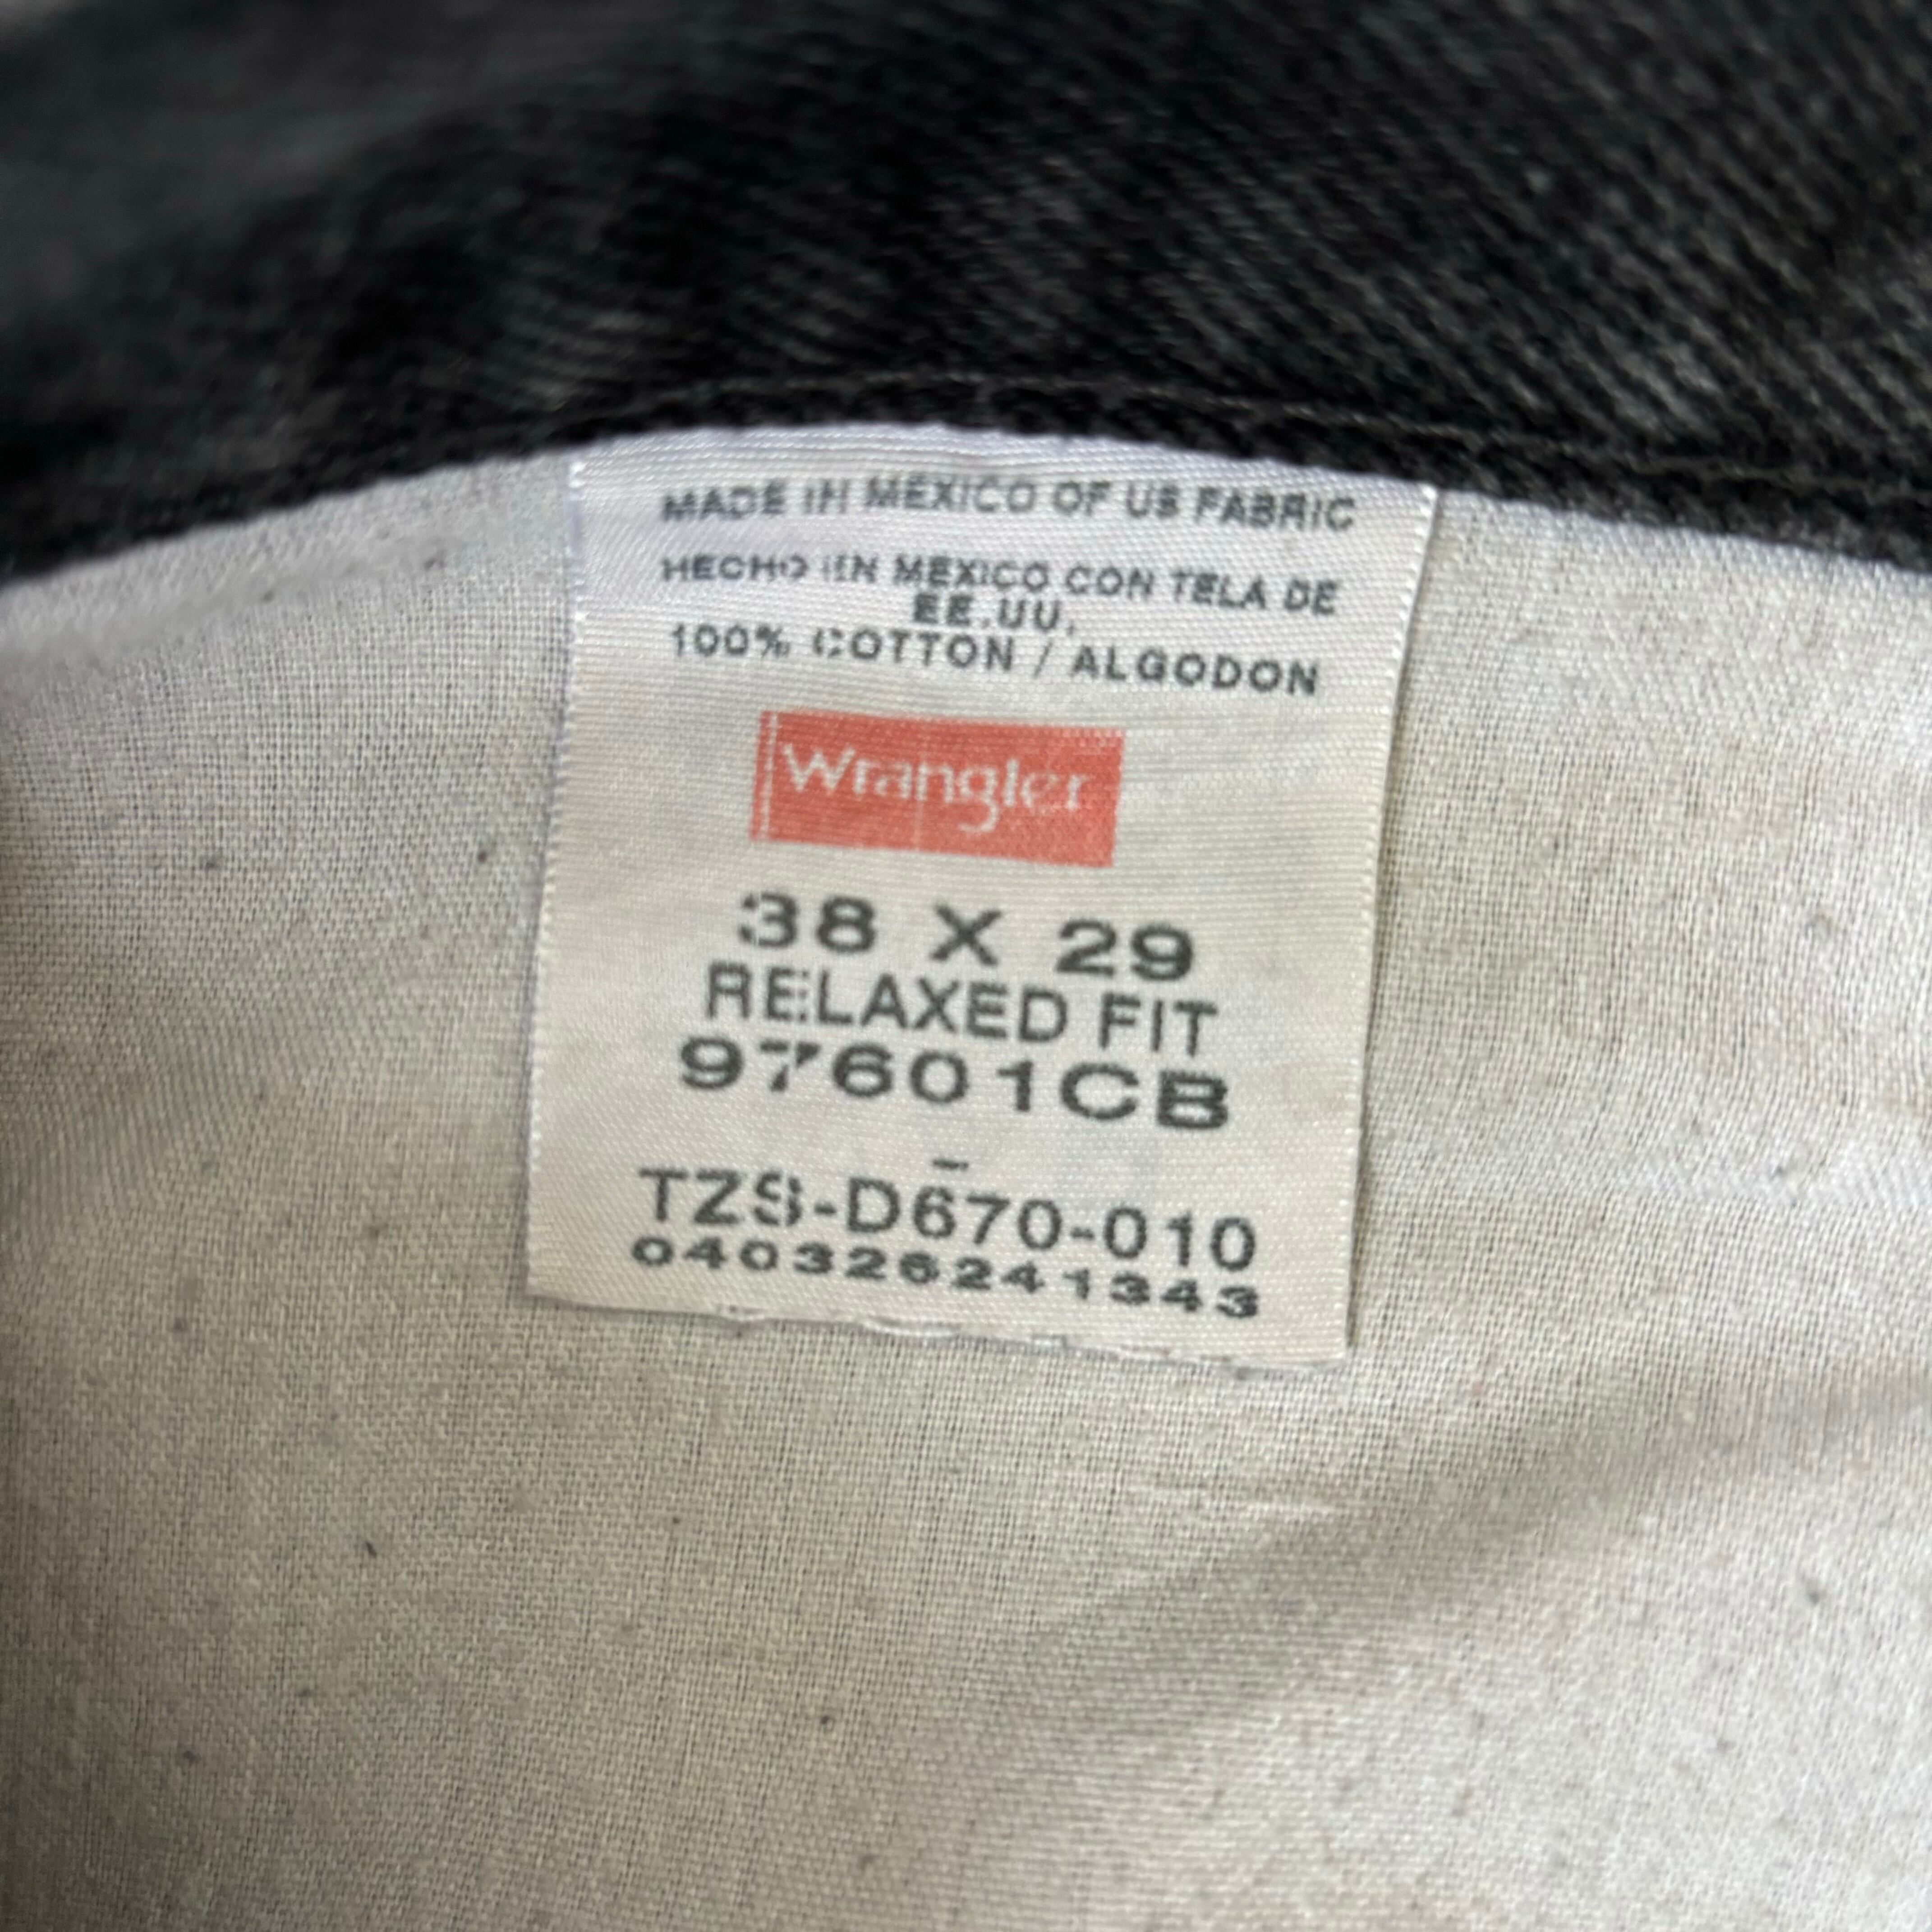 MADE IN MEXICO OF US FABRIC
HECHO EN MEXICO CON TELA DE
EE.UU.
100% COTTON / ALGODON
Wrangler
38 X 29
RELAXED FIT
97601CB
-
TZS-D670-010
040326241343